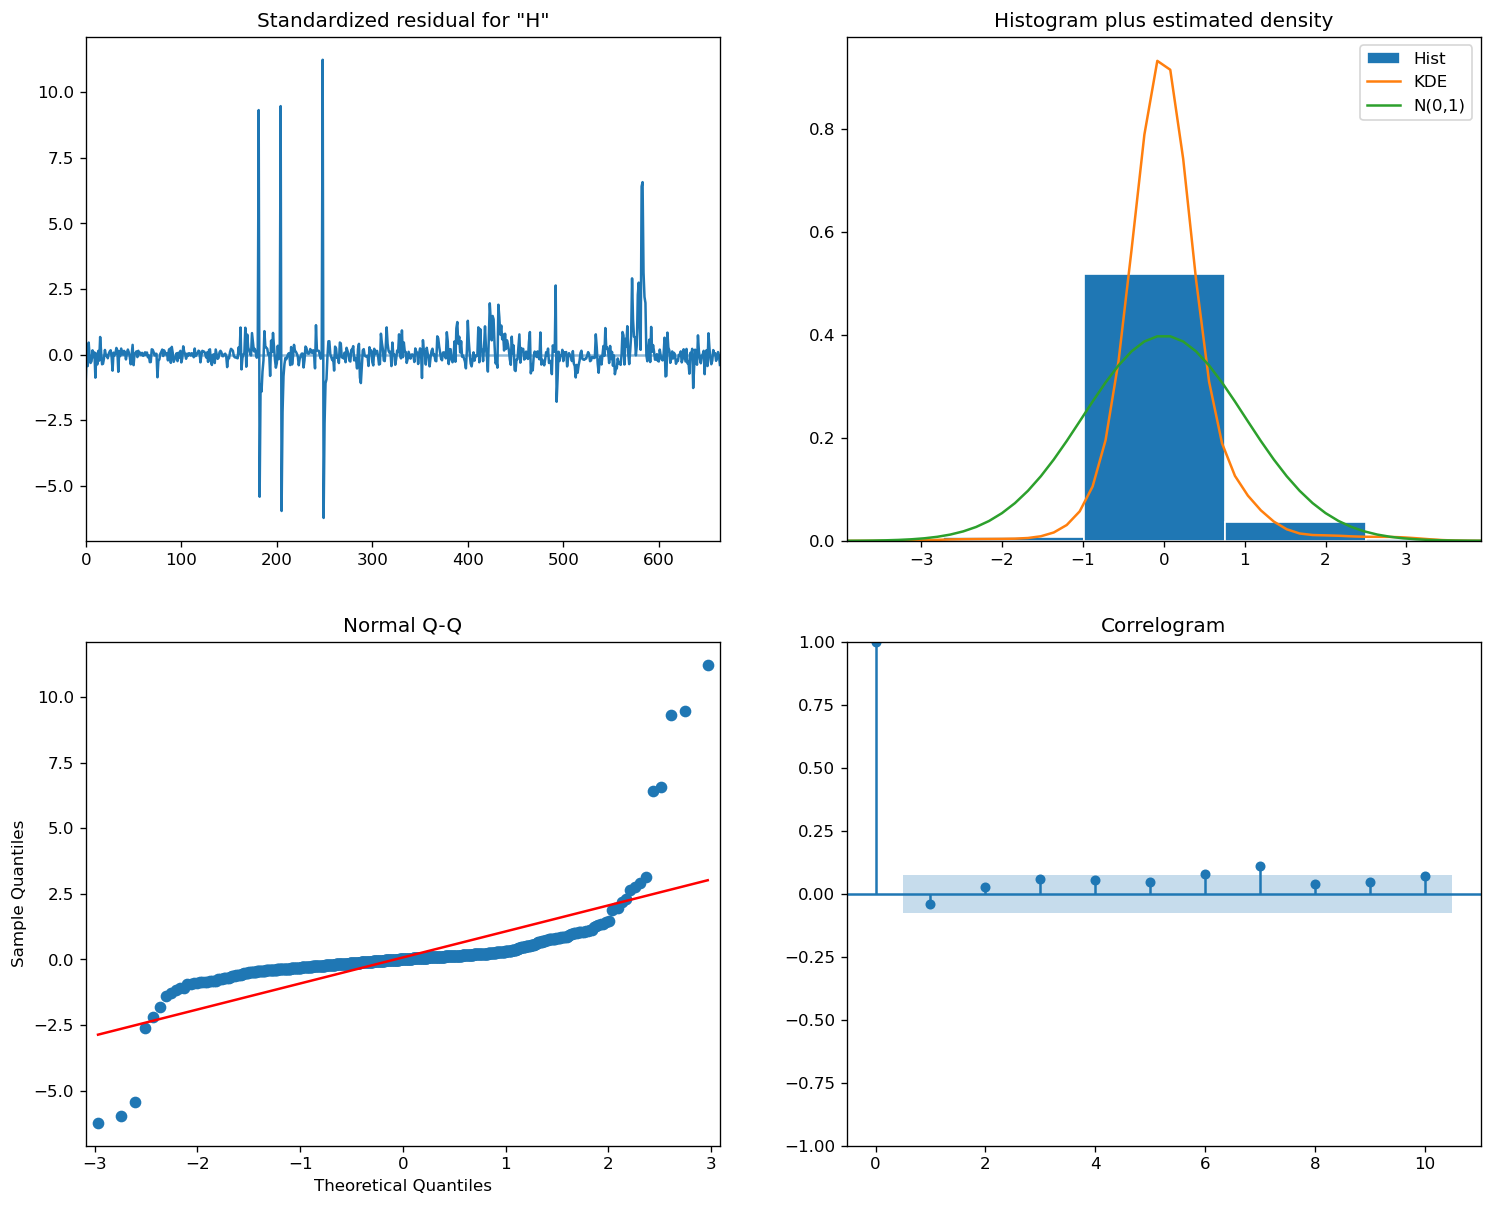 Standardized residual for "H"
10.0
7.5
5.0
2.5
0.0
−2.5
−5.0
0 100 200 300 400 500 600
Histogram plus estimated density
Hist
KDE
N(0,1)
0.8
0.6
0.4
0.2
0.0
−3 −2 −1 0 1 2 3
Normal Q-Q
Sample Quantiles
10.0
7.5
5.0
2.5
0.0
−2.5
−5.0
−3 −2 −1 0 1 2 3
Theoretical Quantiles
Correlogram
1.00
0.75
0.50
0.25
0.00
−0.25
−0.50
−0.75
−1.00
0 2 4 6 8 10